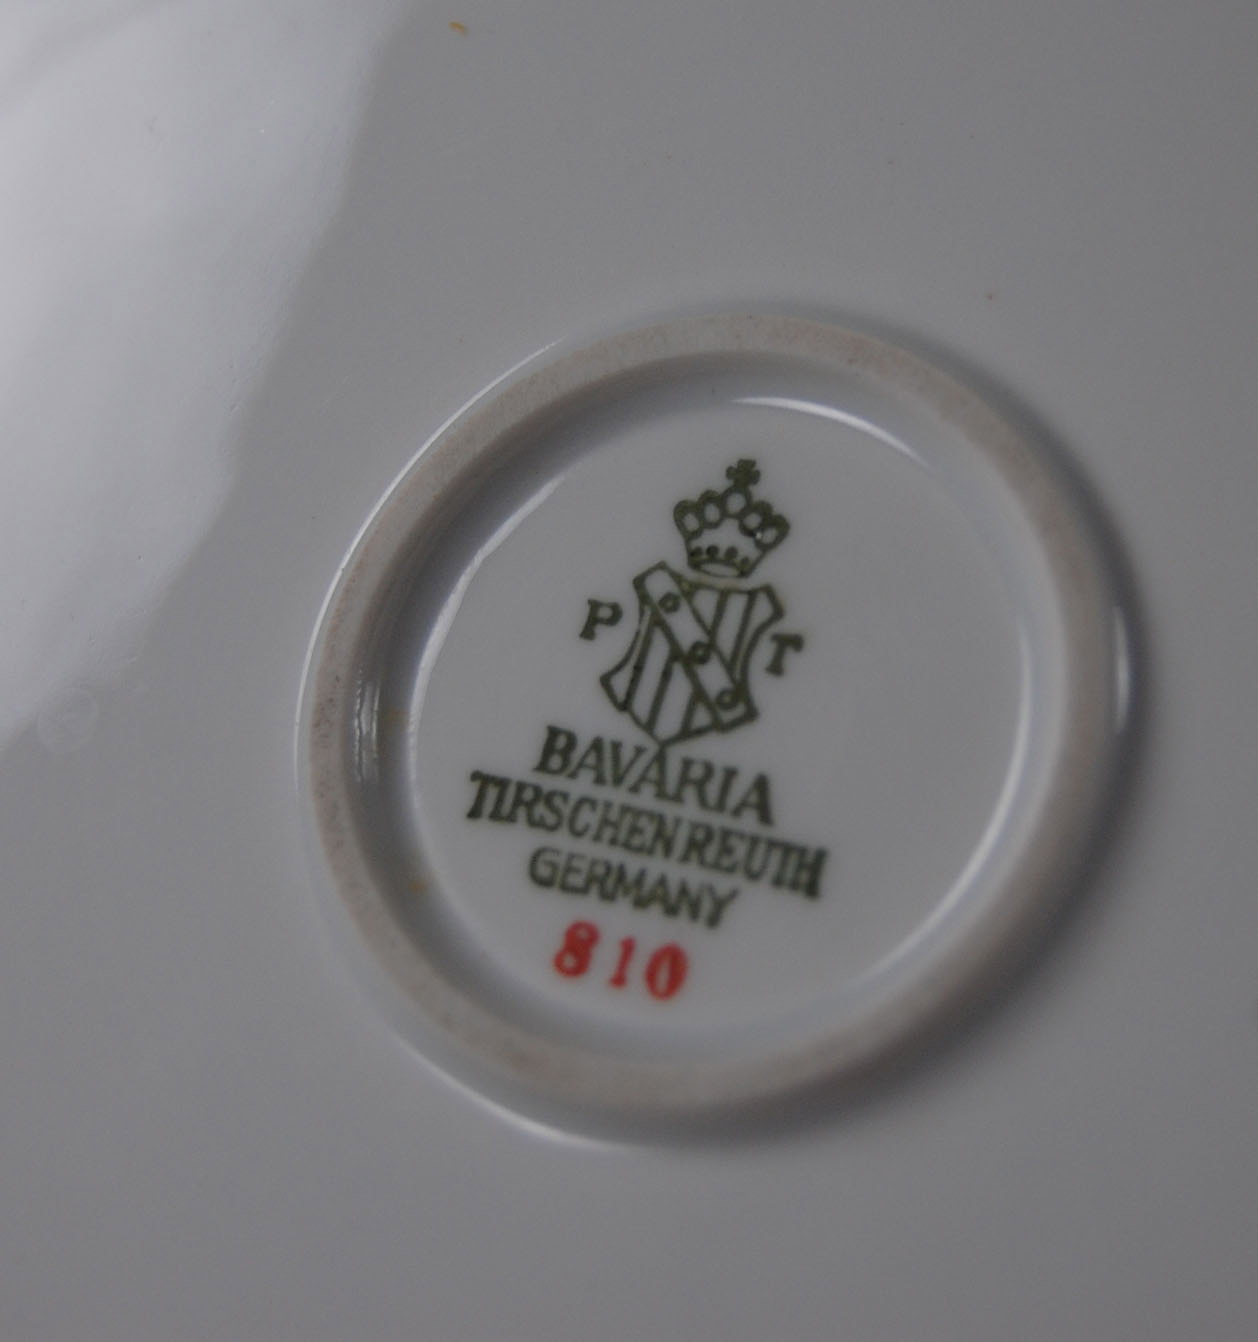 P T
BAVARIA
TIRSCHENREUTH
GERMANY
810